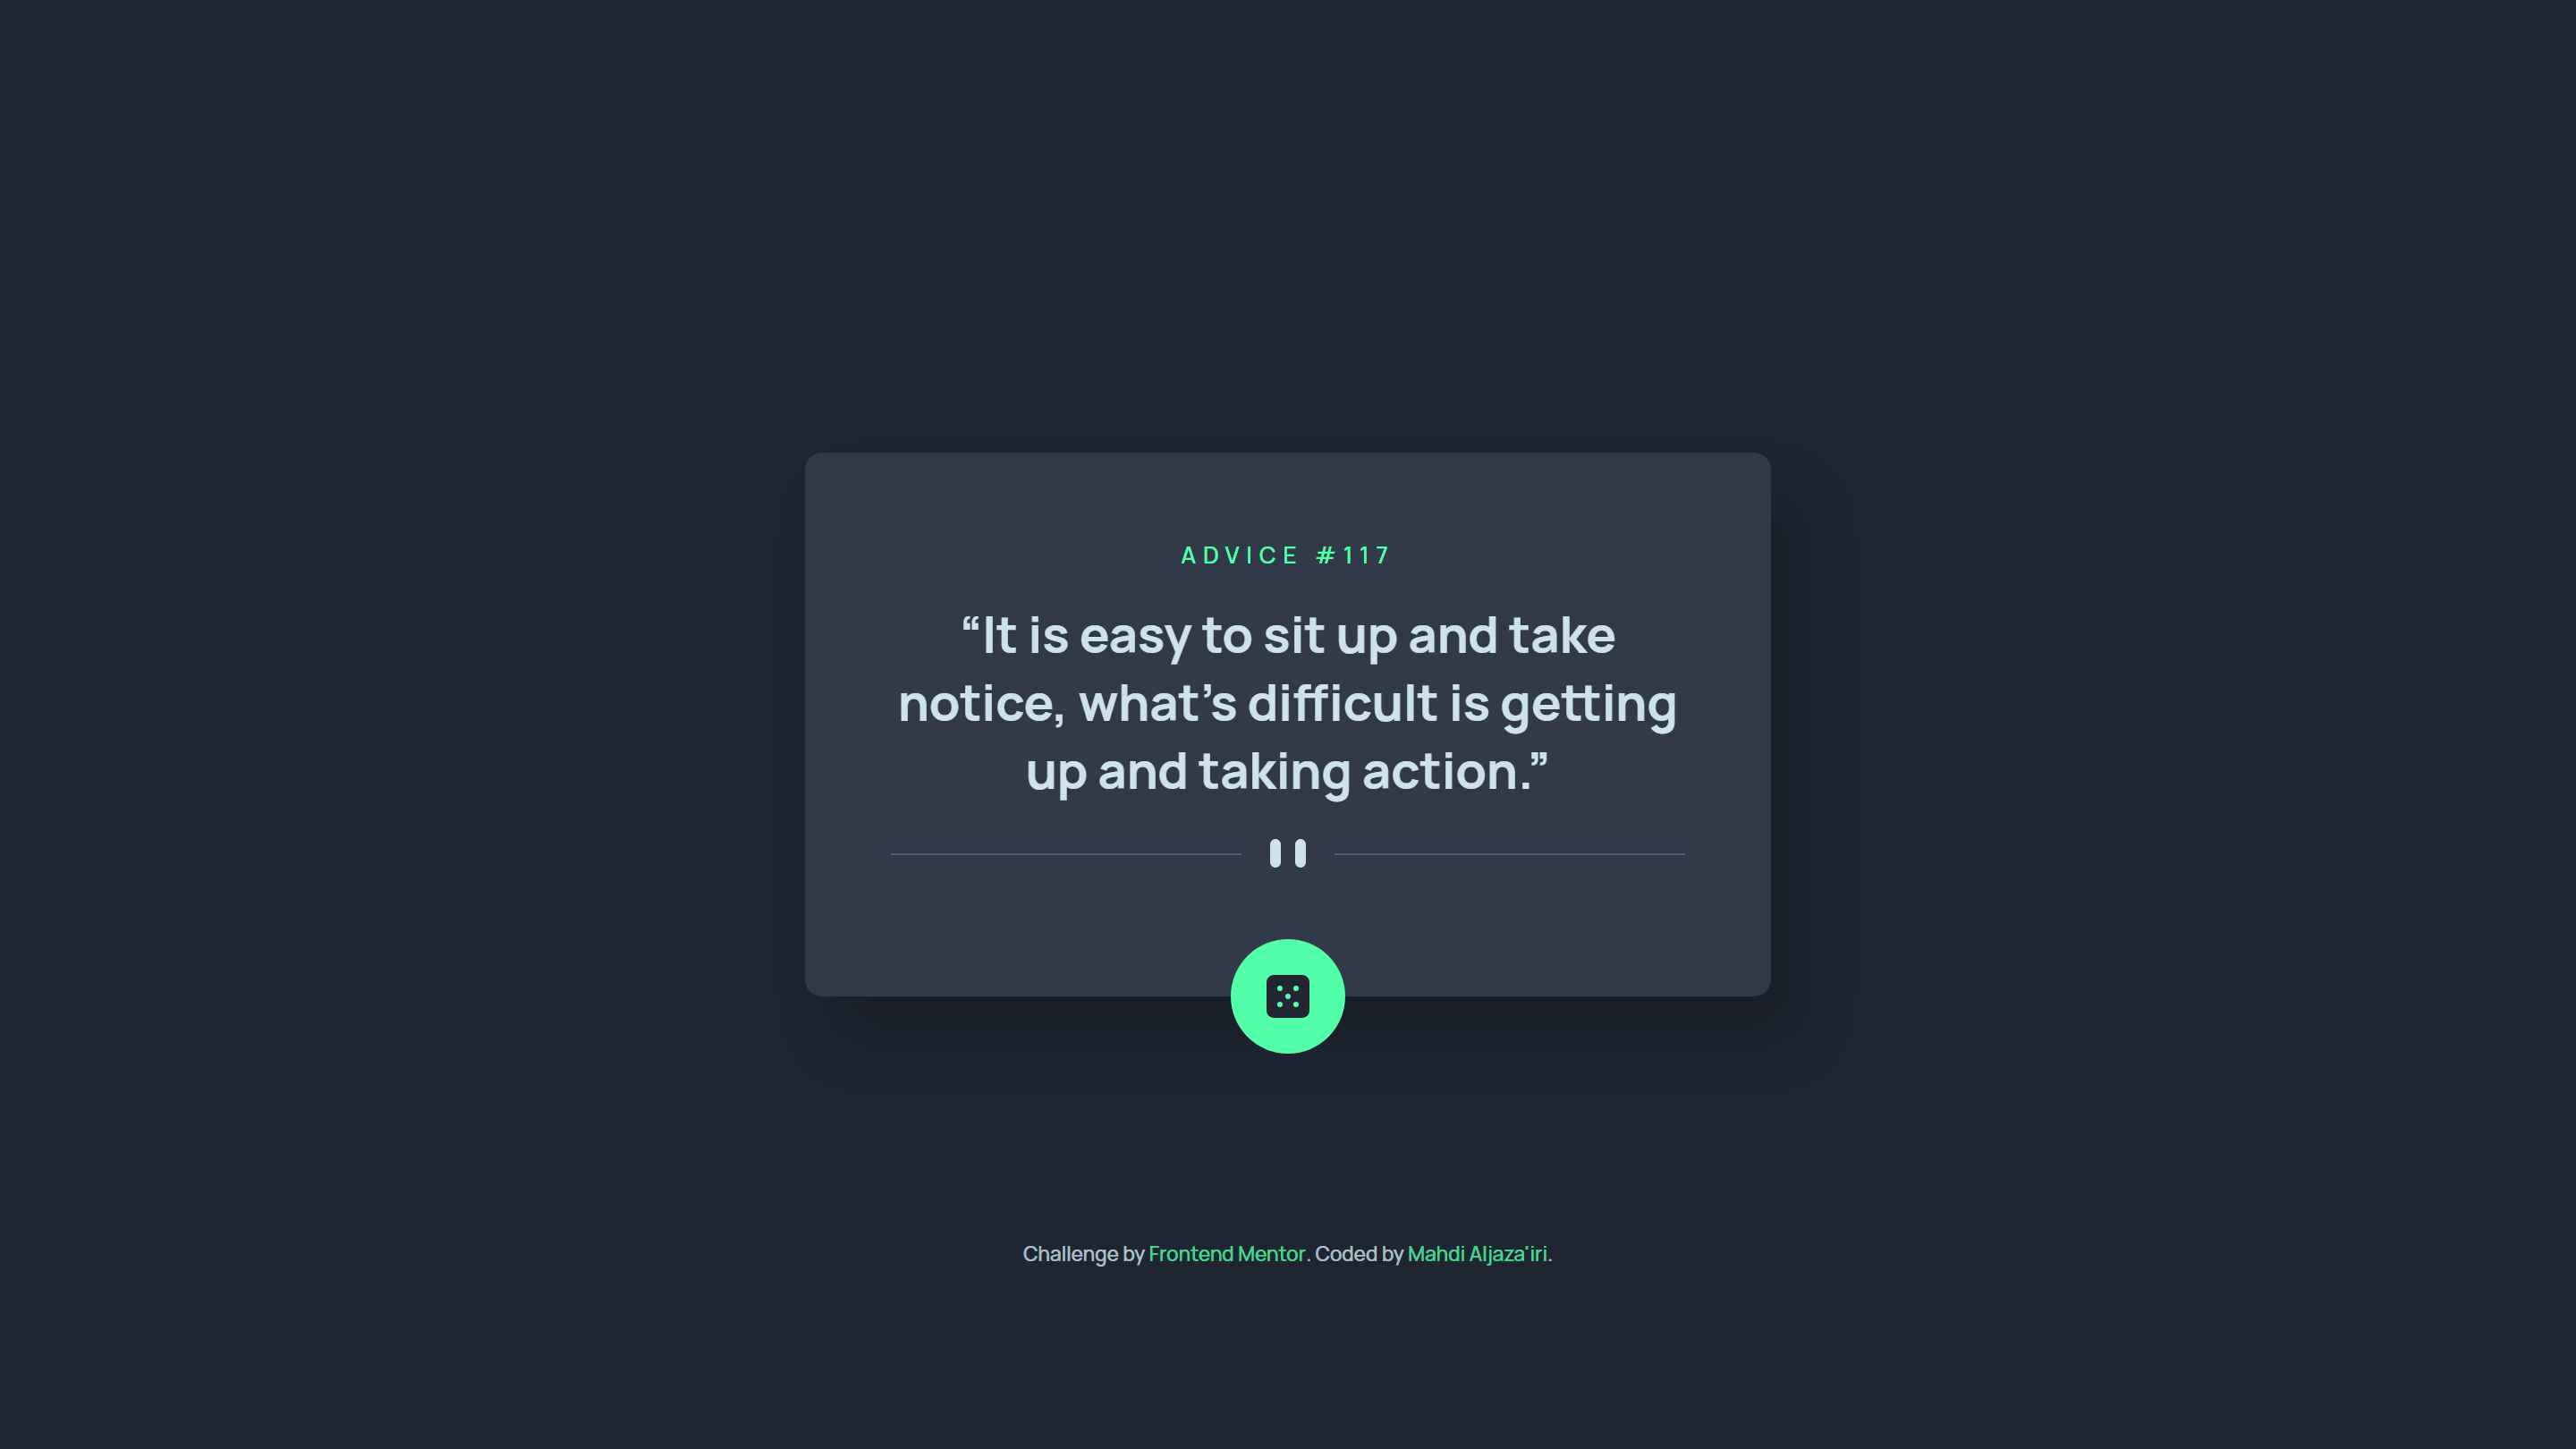 ADVICE #117
“It is easy to sit up and take
notice, what’s difficult is getting
up and taking action.”
Challenge by Frontend Mentor. Coded by Mahdi Aljaza'iri.